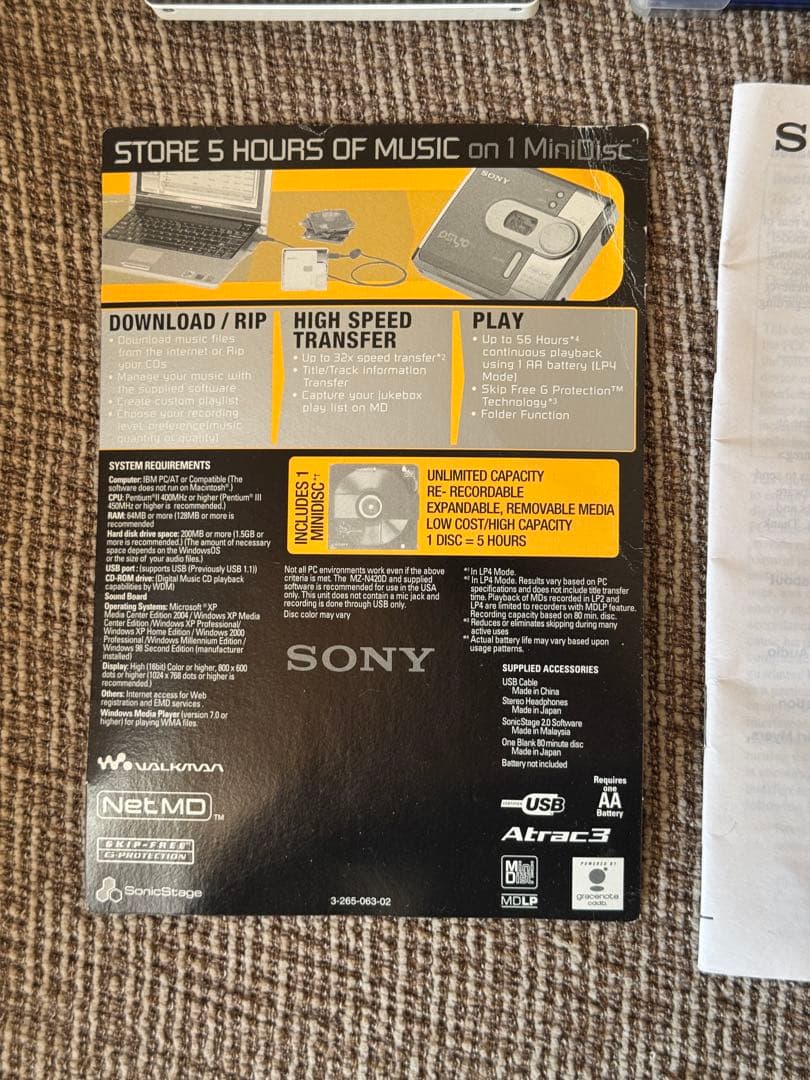 STORE 5 HOURS OF MUSIC on 1 MiniDisc
SONY
psyc
DOWNLOAD / RIP
• Download music files
from the internet or Rip
your CDs
• Manage your music with
the supplied software
• Create custom playlist
• Choose your recording
level preference(music
quantity or quality)
HIGH SPEED
TRANSFER
• Up to 32x speed transfer*2
• Title/Track information
Transfer
• Capture your jukebox
play list on MD
PLAY
• Up to 56 Hours*4
continuous playback
using 1 AA battery (LP4
Mode)
• Skip Free G Protection™
Technology*3
• Folder Function
SYSTEM REQUIREMENTS
Computer: IBM PC/AT or Compatible (The
software does not run on Macintosh®.)
CPU: Pentium®II 400MHz or higher (Pentium® III
450MHz or higher is recommended.)
RAM: 64MB or more (128MB or more is
recommended
Hard disk drive space: 200MB or more (1.5GB or
more is recommended.) (The amount of necessary
space depends on the WindowsOS
or the size of your audio files.)
USB port: (supports USB (Previously USB 1.1))
CD-ROM drive: (Digital Music CD playback
capabilities by WDM)
Sound Board
Operating Systems: Microsoft® XP
Media Center Edition 2004 / Windows XP Media
Center Edition /Windows XP Professional/
Windows XP Home Edition / Windows 2000
Professional /Windows Millennium Edition /
Windows 98 Second Edition (manufacturer
installed)
Display: High (16bit) Color or higher, 800 x 600
dots or higher (1024 x 768 dots or higher is
recommended.)
Others: Internet access for Web
registration and EMD services
Windows Media Player (version 7.0 or
higher) for playing WMA files.
INCLUDES 1
MINIDISC*1
UNLIMITED CAPACITY
RE- RECORDABLE
EXPANDABLE, REMOVABLE MEDIA
LOW COST/HIGH CAPACITY
1 DISC = 5 HOURS
Not all PC environments work even if the above
criteria is met. The MZ-N420D and supplied
software is recommended for use in the USA
only. This unit does not contain a mic jack and
recording is done through USB only.
Disc color may vary
*1 In LP4 Mode.
*2 In LP4 Mode. Results vary based on PC
specifications and does not include title transfer
time. Playback of MDs recorded in LP2 and
LP4 are limited to recorders with MDLP feature.
Recording capacity based on 80 min. disc.
*3 Reduces or eliminates skipping during many
active uses
*4 Actual battery life may vary based upon
usage patterns.
SONY
SUPPLIED ACCESSORIES
USB Cable
Made in China
Stereo Headphones
Made in Japan
SonicStage 2.0 Software
Made in Malaysia
One Blank 80 minute disc
Made in Japan
Battery not included
WALKMAN
Net MD TM
SKIP-FREE
G-PROTECTION
SonicStage
3-265-063-02
CERTIFIED USB
Requires
one
AA
Battery
Atrac3
Mini
Disc
MDLP
POWERED BY
gracenote
cddb.
S